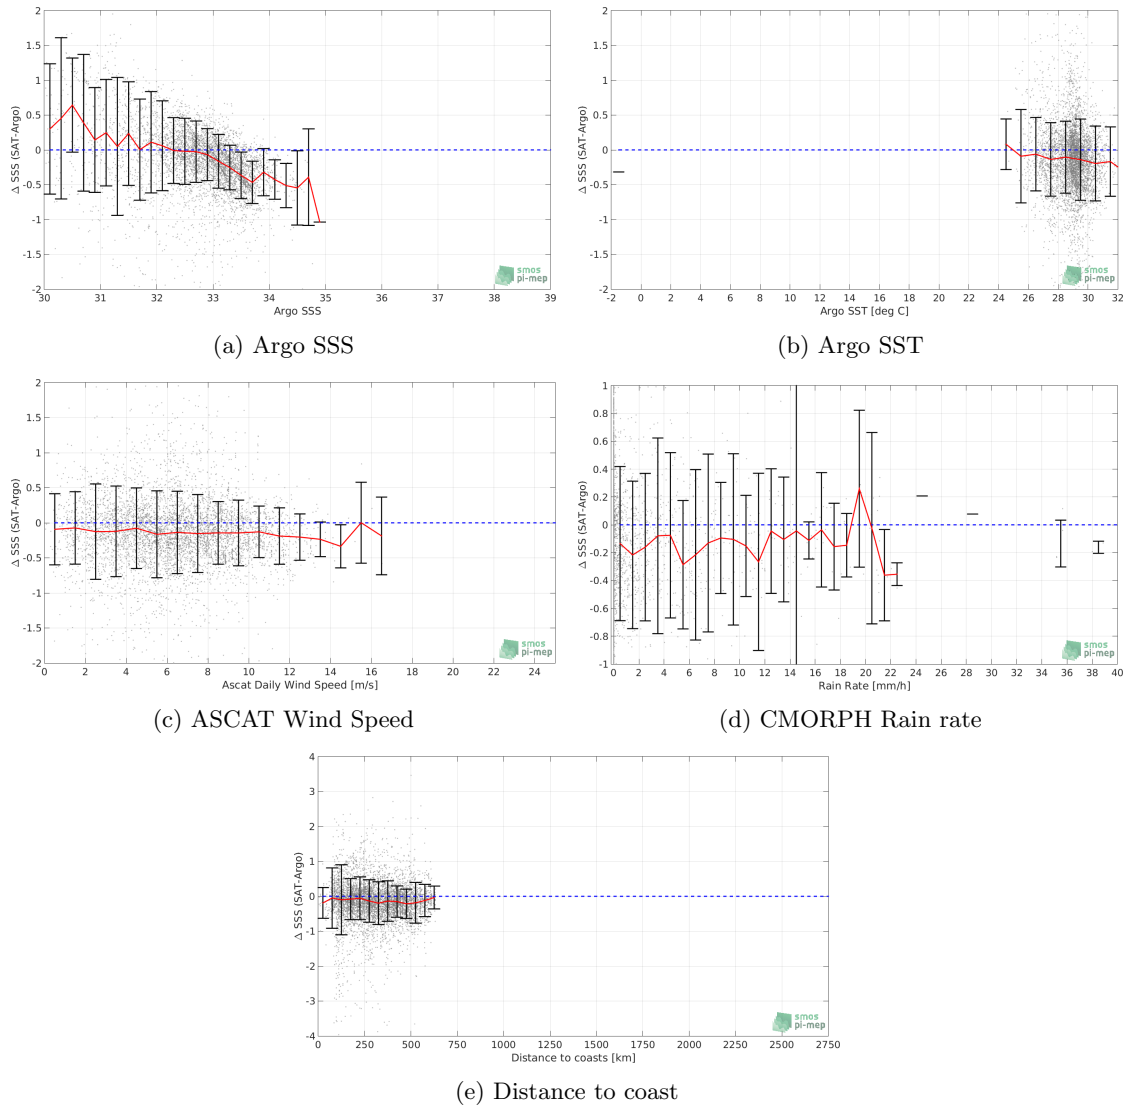 2
1.5
1
0.5
0
-0.5
-1
-1.5
-2
Δ SSS (SAT-Argo)
30 31 32 33 34 35 36 37 38 39
Argo SSS
smos
pi-mep
(a) Argo SSS
2
1.5
1
0.5
0
-0.5
-1
-1.5
-2
Δ SSS (SAT-Argo)
-2 0 2 4 6 8 10 12 14 16 18 20 22 24 26 28 30 32
Argo SST [deg C]
smos
pi-mep
(b) Argo SST
2
1.5
1
0.5
0
-0.5
-1
-1.5
-2
Δ SSS (SAT-Argo)
0 2 4 6 8 10 12 14 16 18 20 22 24
Ascat Daily Wind Speed [m/s]
smos
pi-mep
(c) ASCAT Wind Speed
1
0.8
0.6
0.4
0.2
0
-0.2
-0.4
-0.6
-0.8
-1
Δ SSS (SAT-Argo)
0 2 4 6 8 10 12 14 16 18 20 22 24 26 28 30 32 34 36 38 40
Rain Rate [mm/h]
smos
pi-mep
(d) CMORPH Rain rate
4
3
2
1
0
-1
-2
-3
-4
Δ SSS (SAT-Argo)
0 250 500 750 1000 1250 1500 1750 2000 2250 2500 2750
Distance to coasts [km]
smos
pi-mep
(e) Distance to coast